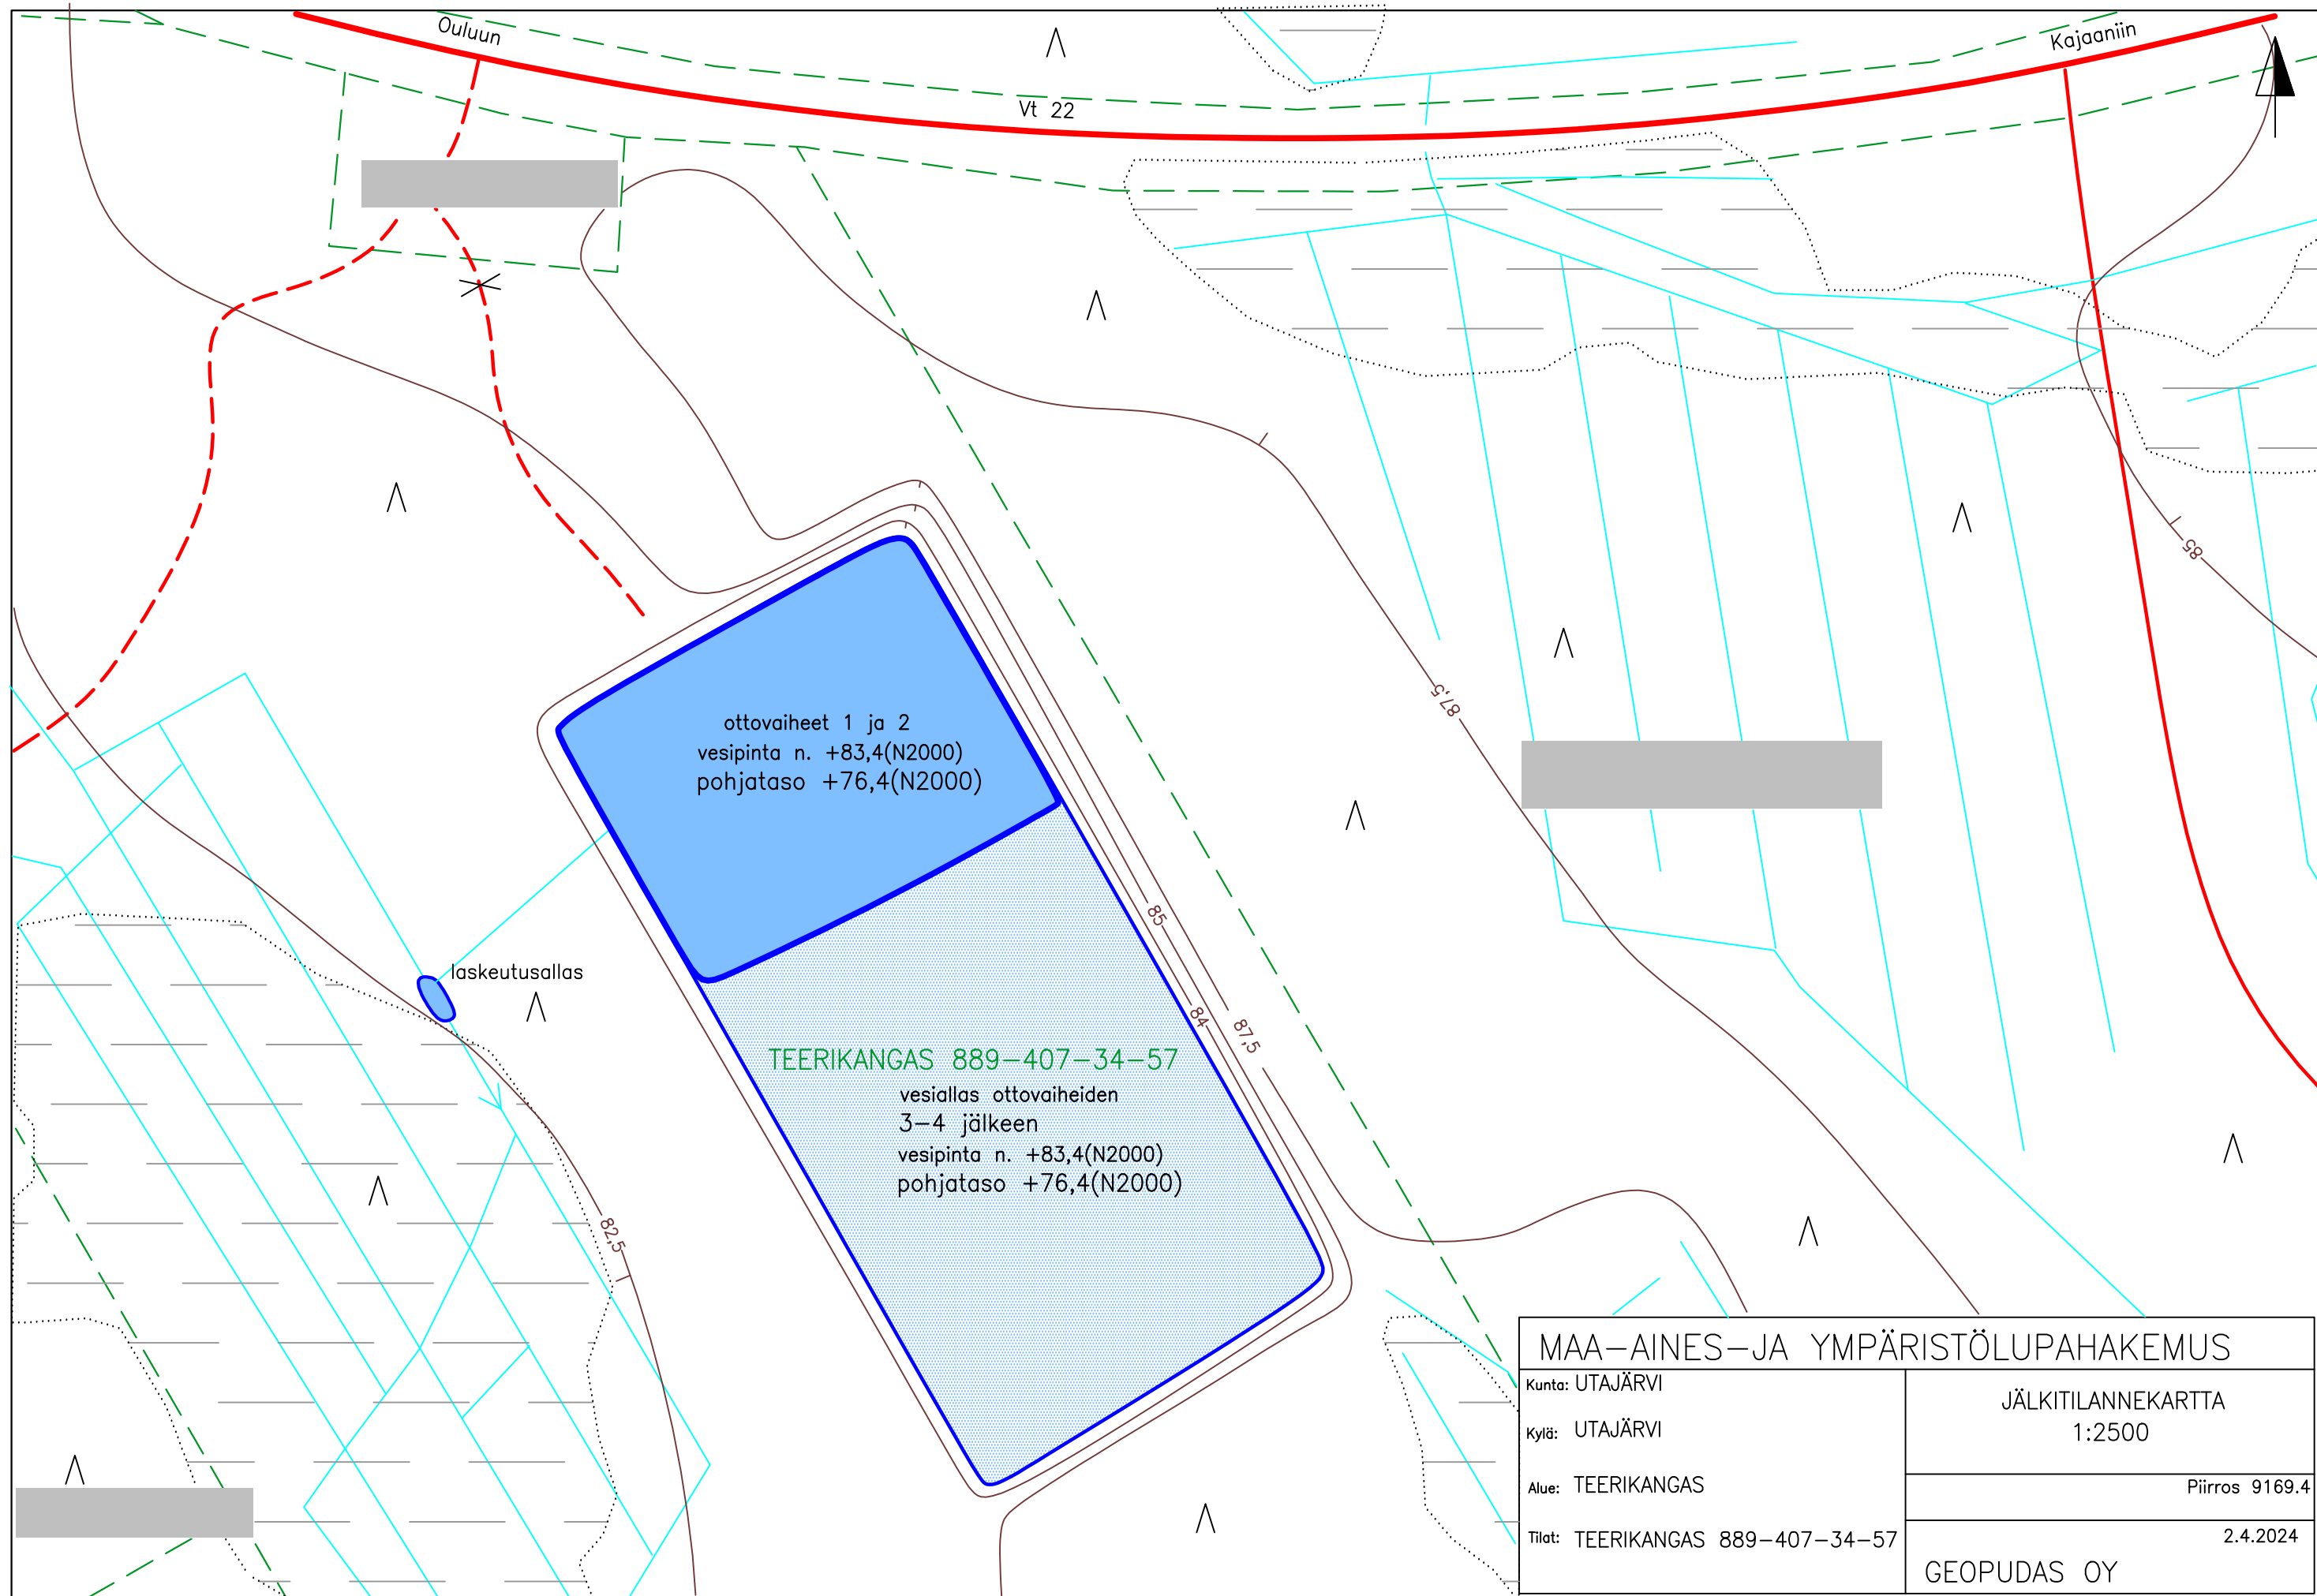 Ouluun
Kajaaniin
Vt 22
85
87,5
ottovaiheet 1 ja 2
vesipinta n. +83,4(N2000)
pohjataso +76,4(N2000)
85
laskeutusallas
84
87,5
TEERIKANGAS 889-407-34-57
vesiallas ottovaiheiden
3-4 jälkeen
vesipinta n. +83,4(N2000)
pohjataso +76,4(N2000)
82,5
MAA-AINES-JA YMPÄRISTÖLUPAHAKEMUS
Kunta: UTAJÄRVI
Kylä: UTAJÄRVI
Alue: TEERIKANGAS
Tilat: TEERIKANGAS 889-407-34-57
JÄLKITILANNEKARTTA
1:2500
Piirros 9169.4
2.4.2024
GEOPUDAS OY